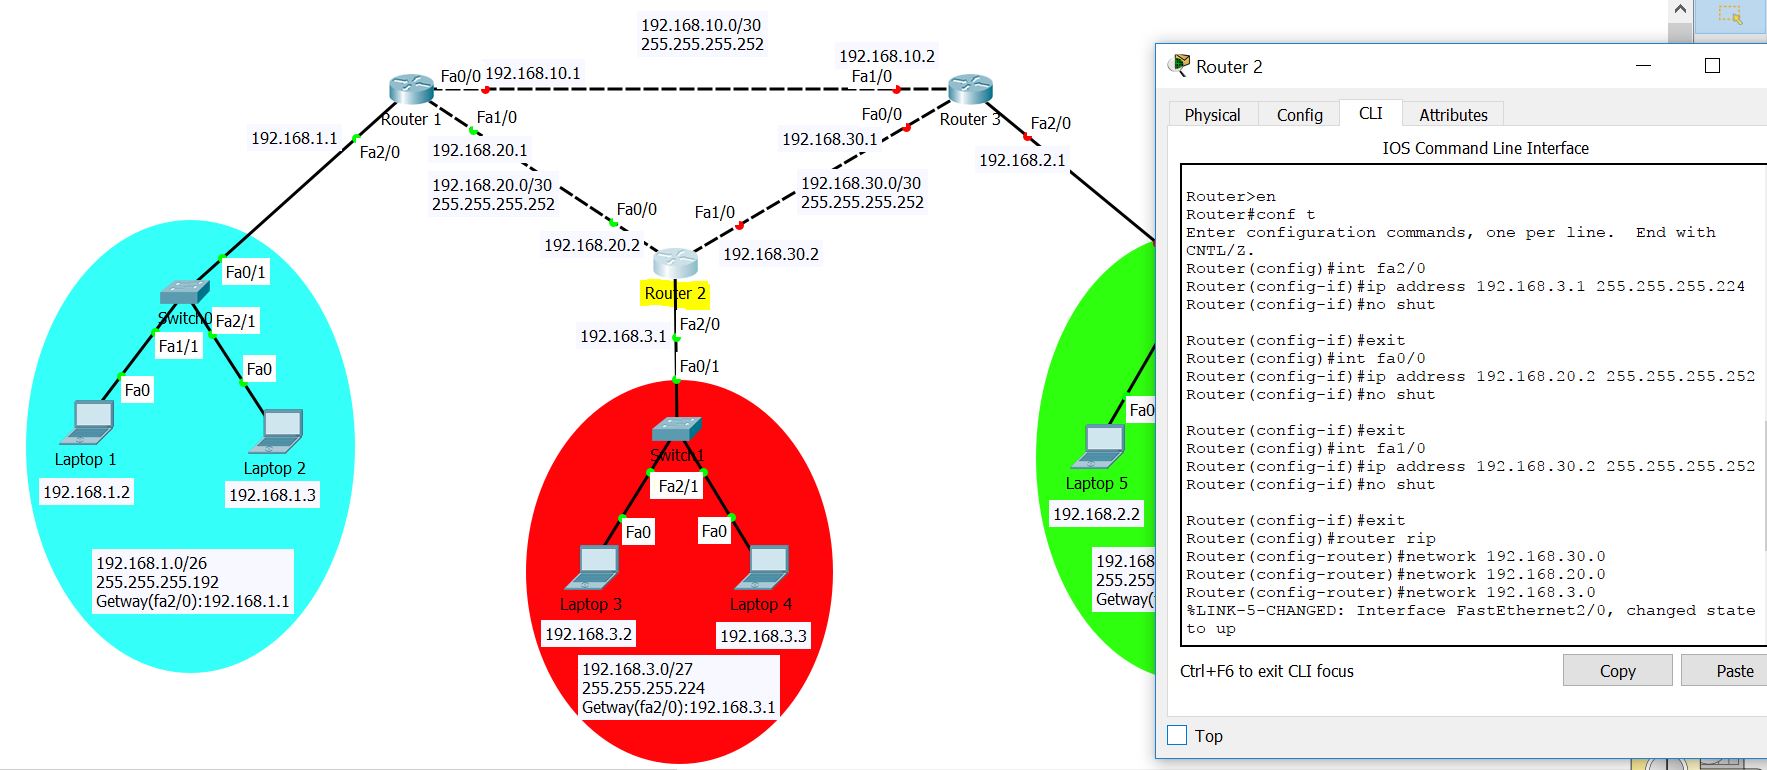 192.168.10.0/30
255.255.255.252
192.168.10.2
Fa0/0
192.168.10.1
Fa1/0
Router 1
Fa1/0
Fa0/0
Router 3
Fa2/0
192.168.1.1
Fa2/0
192.168.20.1
192.168.30.1
192.168.2.1
192.168.20.0/30
255.255.255.252
192.168.30.0/30
255.255.255.252
Fa0/0
Fa1/0
192.168.20.2
192.168.30.2
Router 2
Fa0/1
Switch0
Fa2/1
Fa1/1
Fa0
Fa0
Laptop 1
Laptop 2
192.168.1.2
192.168.1.3
192.168.1.0/26
255.255.255.192
Getway(fa2/0):192.168.1.1
Fa2/0
192.168.3.1
Fa0/1
Switch1
Fa2/1
Fa0
Fa0
Laptop 3
Laptop 4
192.168.3.2
192.168.3.3
192.168.3.0/27
255.255.255.224
Getway(fa2/0):192.168.3.1
Fa0
Laptop 5
192.168.2.2
192.168
255.255
Getway(
Router 2
Physical
Config
CLI
Attributes
IOS Command Line Interface
Router>en
Router#conf t
Enter configuration commands, one per line. End with
CNTL/Z.
Router(config)#int fa2/0
Router(config-if)#ip address 192.168.3.1 255.255.255.224
Router(config-if)#no shut
Router(config-if)#exit
Router(config)#int fa0/0
Router(config-if)#ip address 192.168.20.2 255.255.255.252
Router(config-if)#no shut
Router(config-if)#exit
Router(config)#int fa1/0
Router(config-if)#ip address 192.168.30.2 255.255.255.252
Router(config-if)#no shut
Router(config-if)#exit
Router(config)#router rip
Router(config-router)#network 192.168.30.0
Router(config-router)#network 192.168.20.0
Router(config-router)#network 192.168.3.0
%LINK-5-CHANGED: Interface FastEthernet2/0, changed state
to up
Ctrl+F6 to exit CLI focus
Copy
Paste
Top